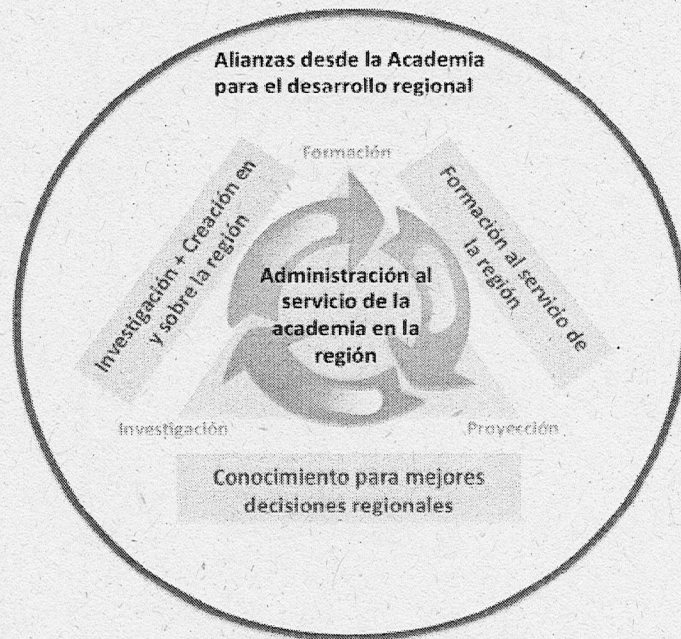 Alianzas desde la Academia
para el desarrollo regional
Formación
Investigación + Creación en
y sobre la región
Formación al servicio de
la región
Administración al
servicio de la
academia en la
región
Investigación
Proyección
Conocimiento para mejores
decisiones regionales